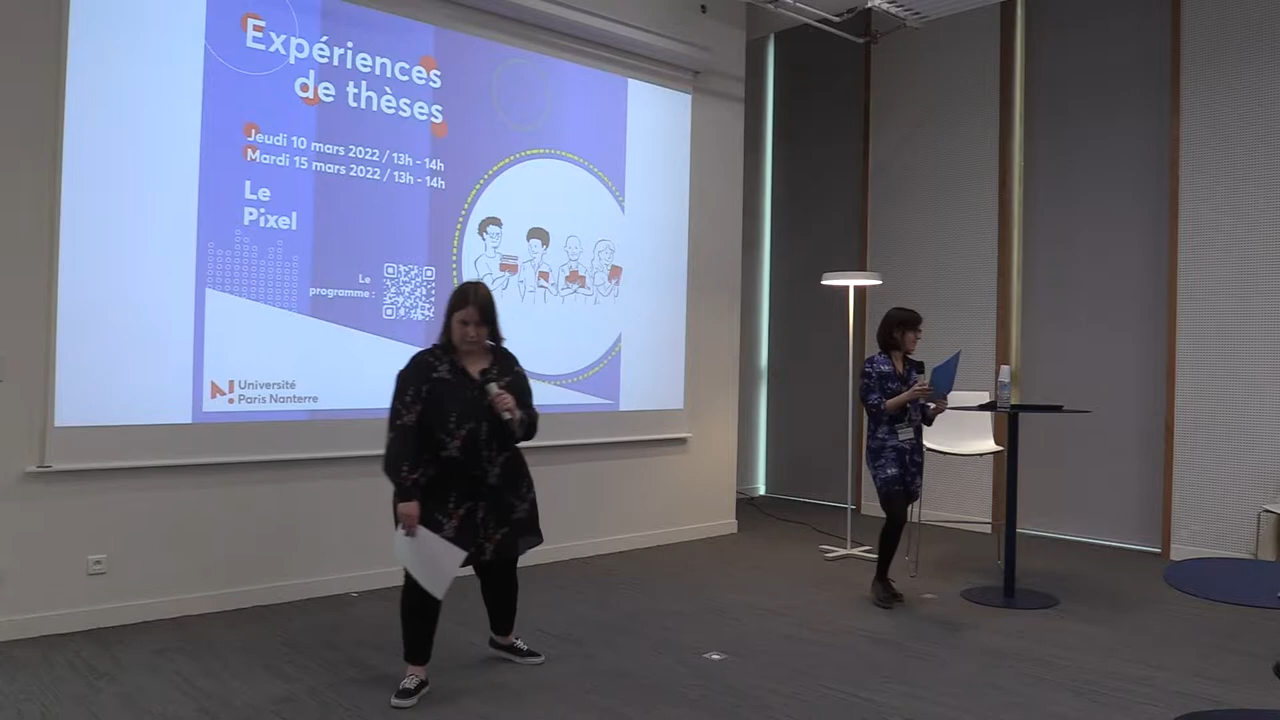 Expériences
de thèses
Jeudi 10 mars 2022 / 13h - 14h
Mardi 15 mars 2022 / 13h - 14h
Le
Pixel
Le
programme :
Université
Paris Nanterre